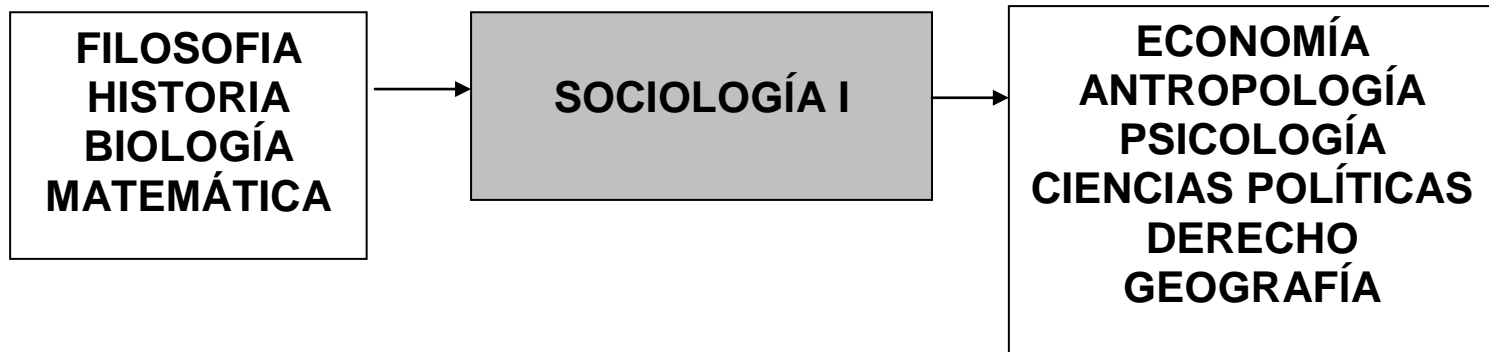 FILOSOFIA
HISTORIA
BIOLOGÍA
MATEMÁTICA
SOCIOLOGÍA I
ECONOMÍA
ANTROPOLOGÍA
PSICOLOGÍA
CIENCIAS POLÍTICAS
DERECHO
GEOGRAFÍA